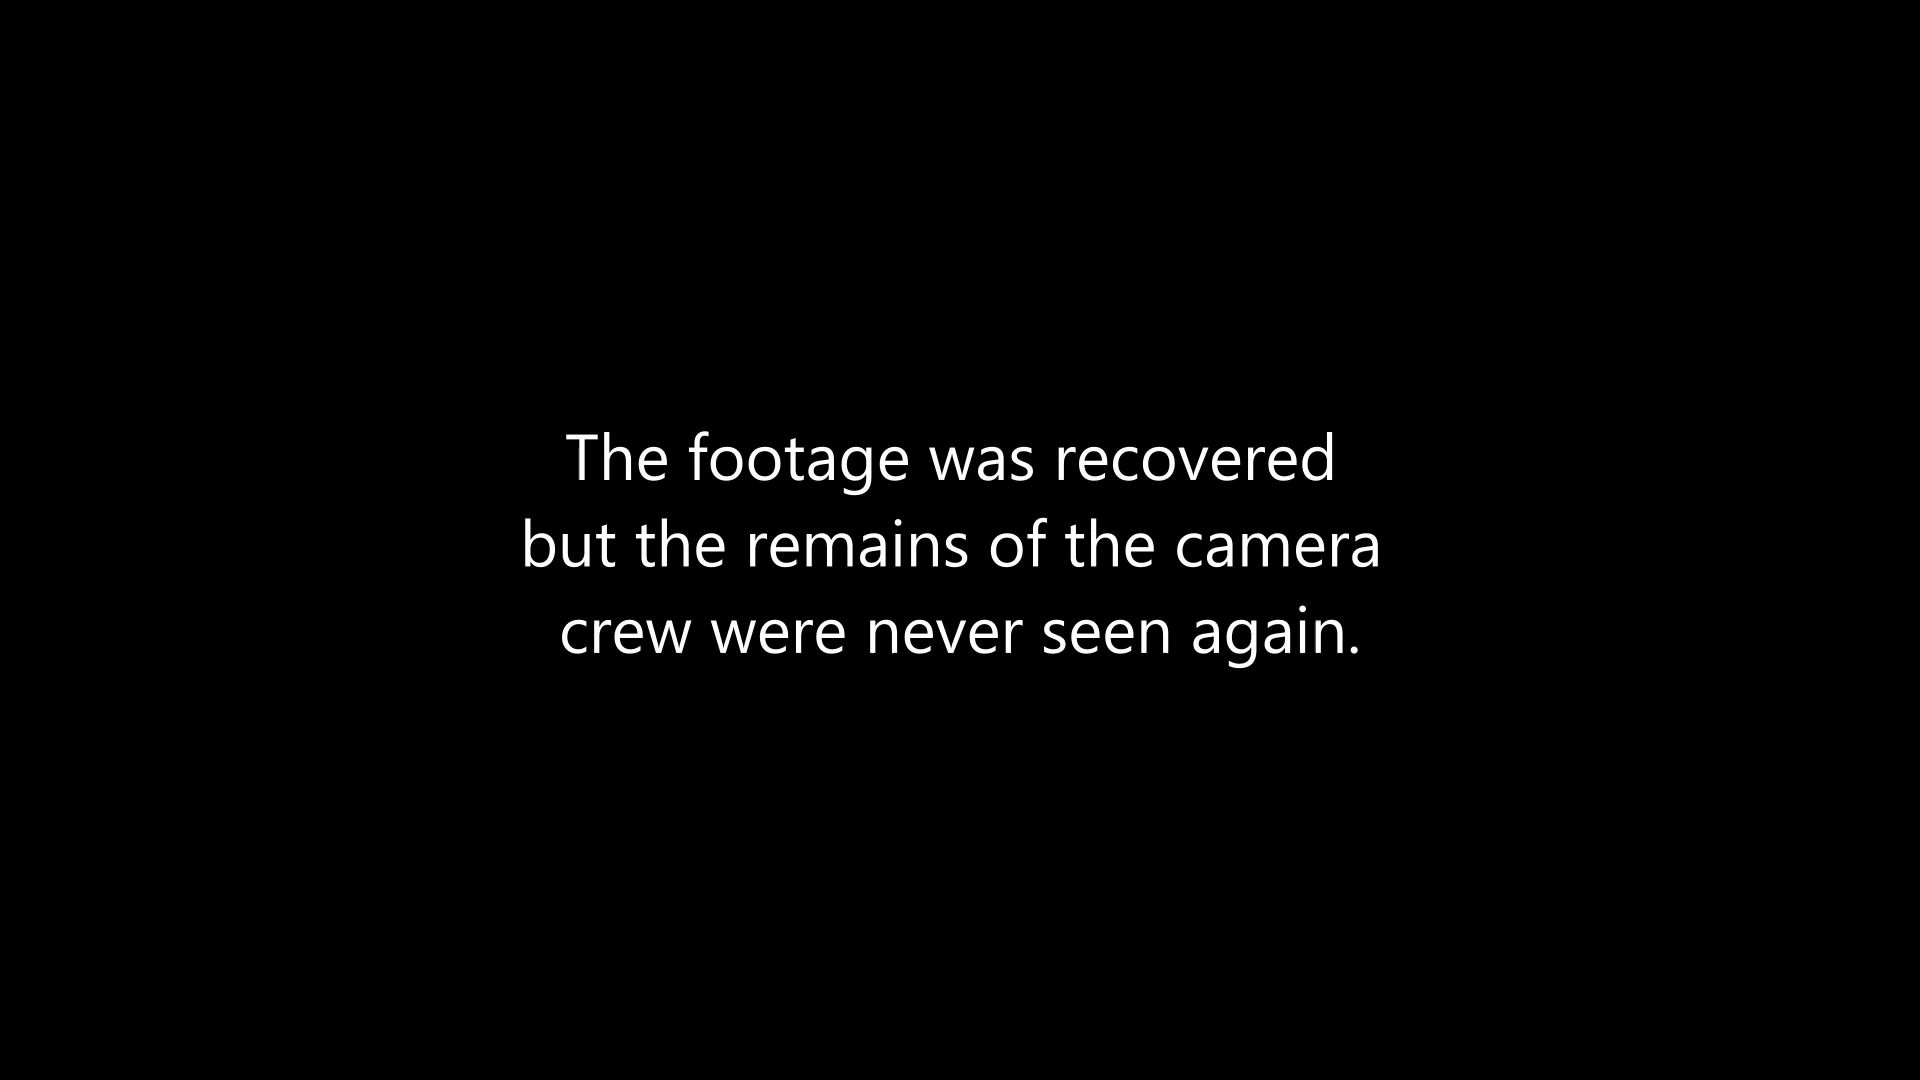 The footage was recovered
but the remains of the camera
crew were never seen again.